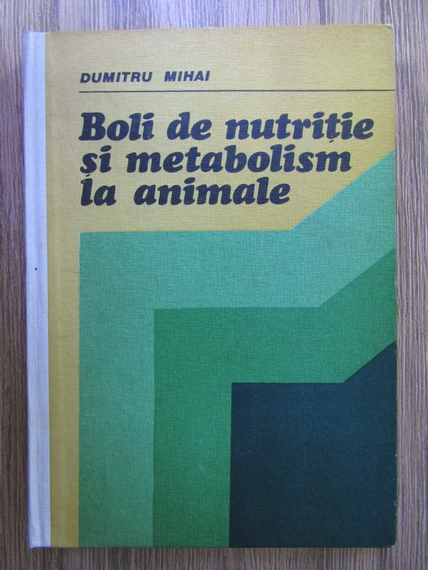 DUMITRU MIHAI
Boli de nutriție
și metabolism
la animale